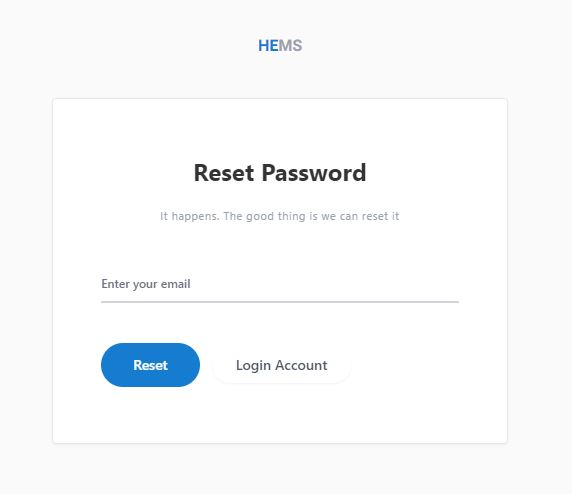 HEMS
Reset Password
It happens. The good thing is we can reset it
Enter your email
Reset
Login Account